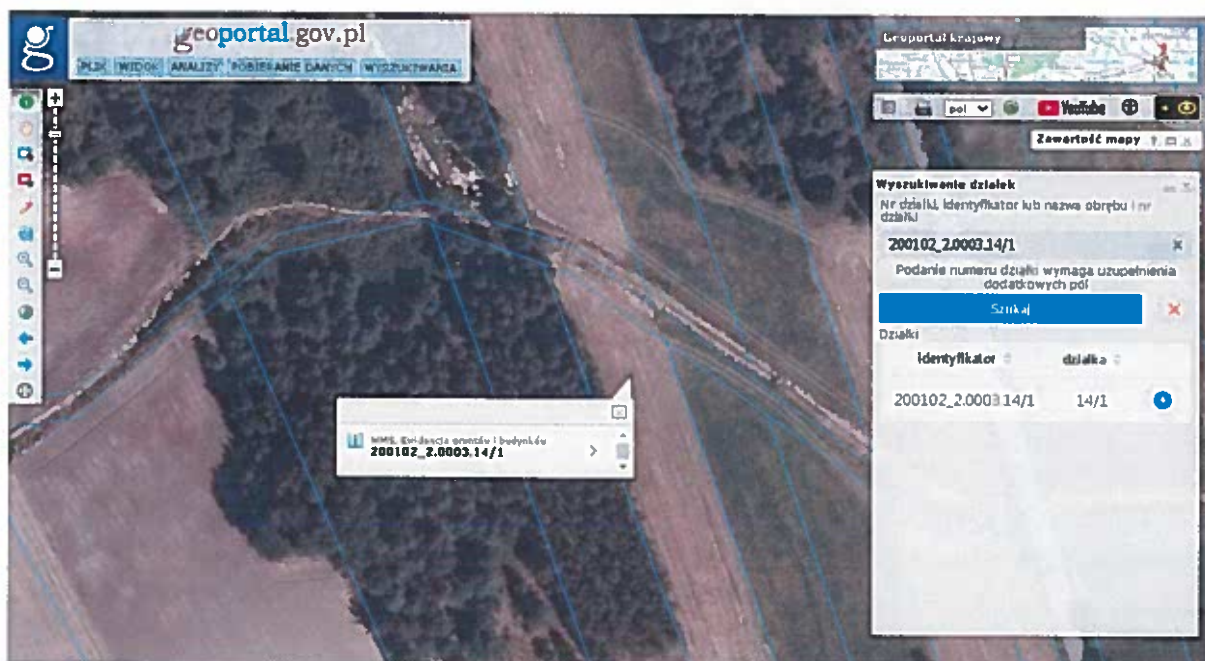 geoportal.gov.pl
PLIK WIDOK ANALIZY POBIERANIE DANYCH WYSZUKIWANIA
Geoportal krajowy
pol YouTube
Zawartość mapy ?
Wyszukiwanie działek
Nr działki, identyfikator lub nazwa obrębu i nr
działki
200102_2.0003.14/1
Podanie numeru działki wymaga uzupełnienia
dodatkowych pól
Szukaj
Działki
Identyfikator działka
200102_2.0003.14/1 14/1
WMS, Ewidencja gruntów i budynków
200102_2.0003.14/1